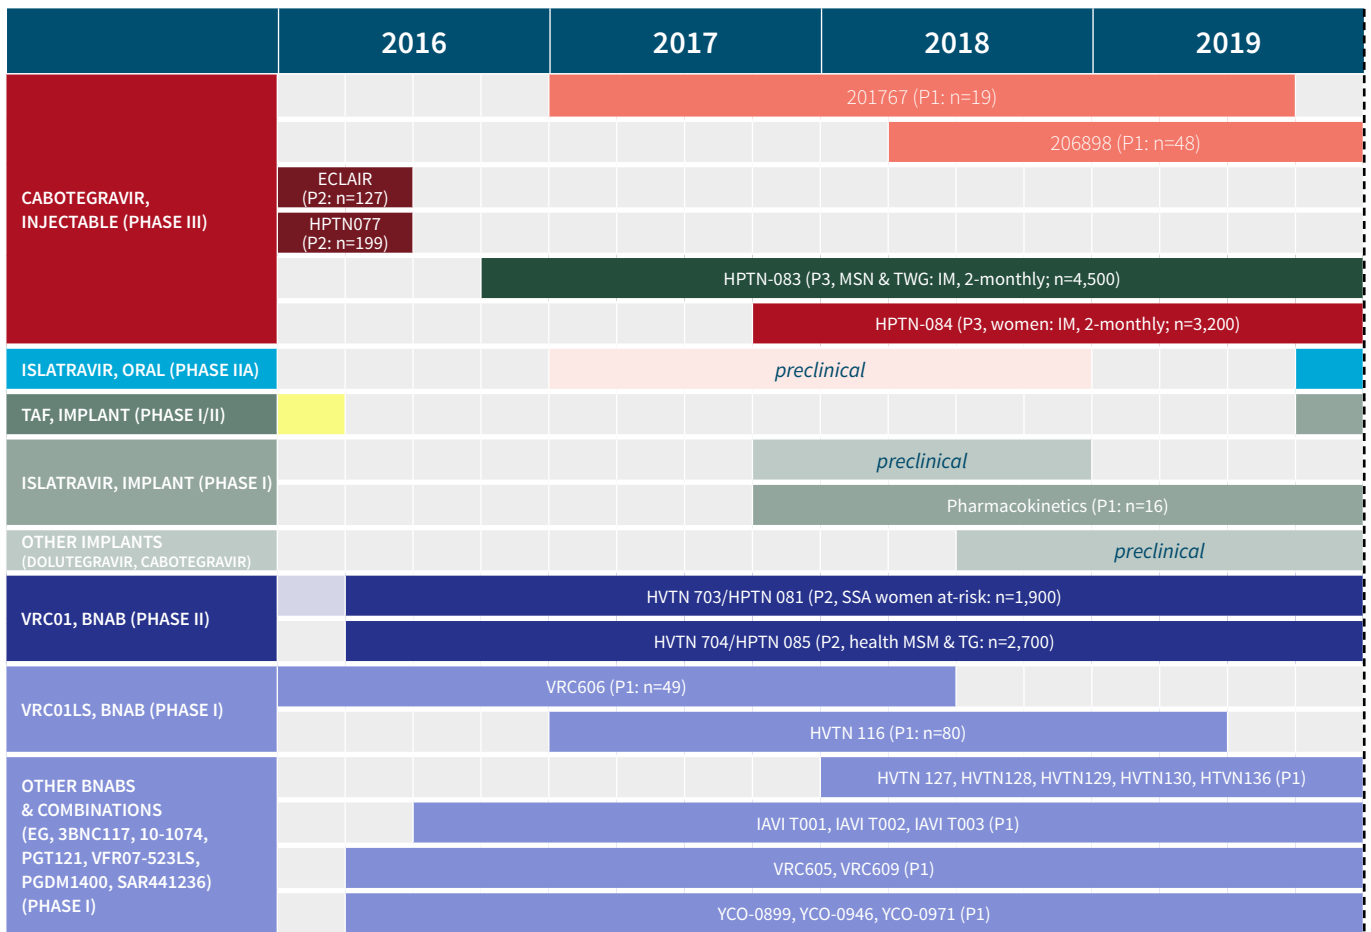 2016 2017 2018 2019
201767 (P1: n=19)
206898 (P1: n=48)
CABOTEGRAVIR,
INJECTABLE (PHASE III)
ECLAIR
(P2: n=127)
HPTN077
(P2: n=199)
HPTN-083 (P3, MSN & TWG: IM, 2-monthly; n=4,500)
HPTN-084 (P3, women: IM, 2-monthly; n=3,200)
ISLATRAVIR, ORAL (PHASE IIA)
preclinical
TAF, IMPLANT (PHASE I/II)
ISLATRAVIR, IMPLANT (PHASE I)
preclinical
Pharmacokinetics (P1: n=16)
OTHER IMPLANTS
(DOLUTEGRAVIR, CABOTEGRAVIR)
preclinical
VRC01, BNAB (PHASE II)
HVTN 703/HPTN 081 (P2, SSA women at-risk: n=1,900)
HVTN 704/HPTN 085 (P2, health MSM & TG: n=2,700)
VRC01LS, BNAB (PHASE I)
VRC606 (P1: n=49)
HVTN 116 (P1: n=80)
OTHER BNABS
& COMBINATIONS
(EG, 3BNC117, 10-1074,
PGT121, VFR07-523LS,
PGDM1400, SAR441236)
(PHASE I)
HVTN 127, HVTN128, HVTN129, HVTN130, HTVN136 (P1)
IAVI T001, IAVI T002, IAVI T003 (P1)
VRC605, VRC609 (P1)
YCO-0899, YCO-0946, YCO-0971 (P1)